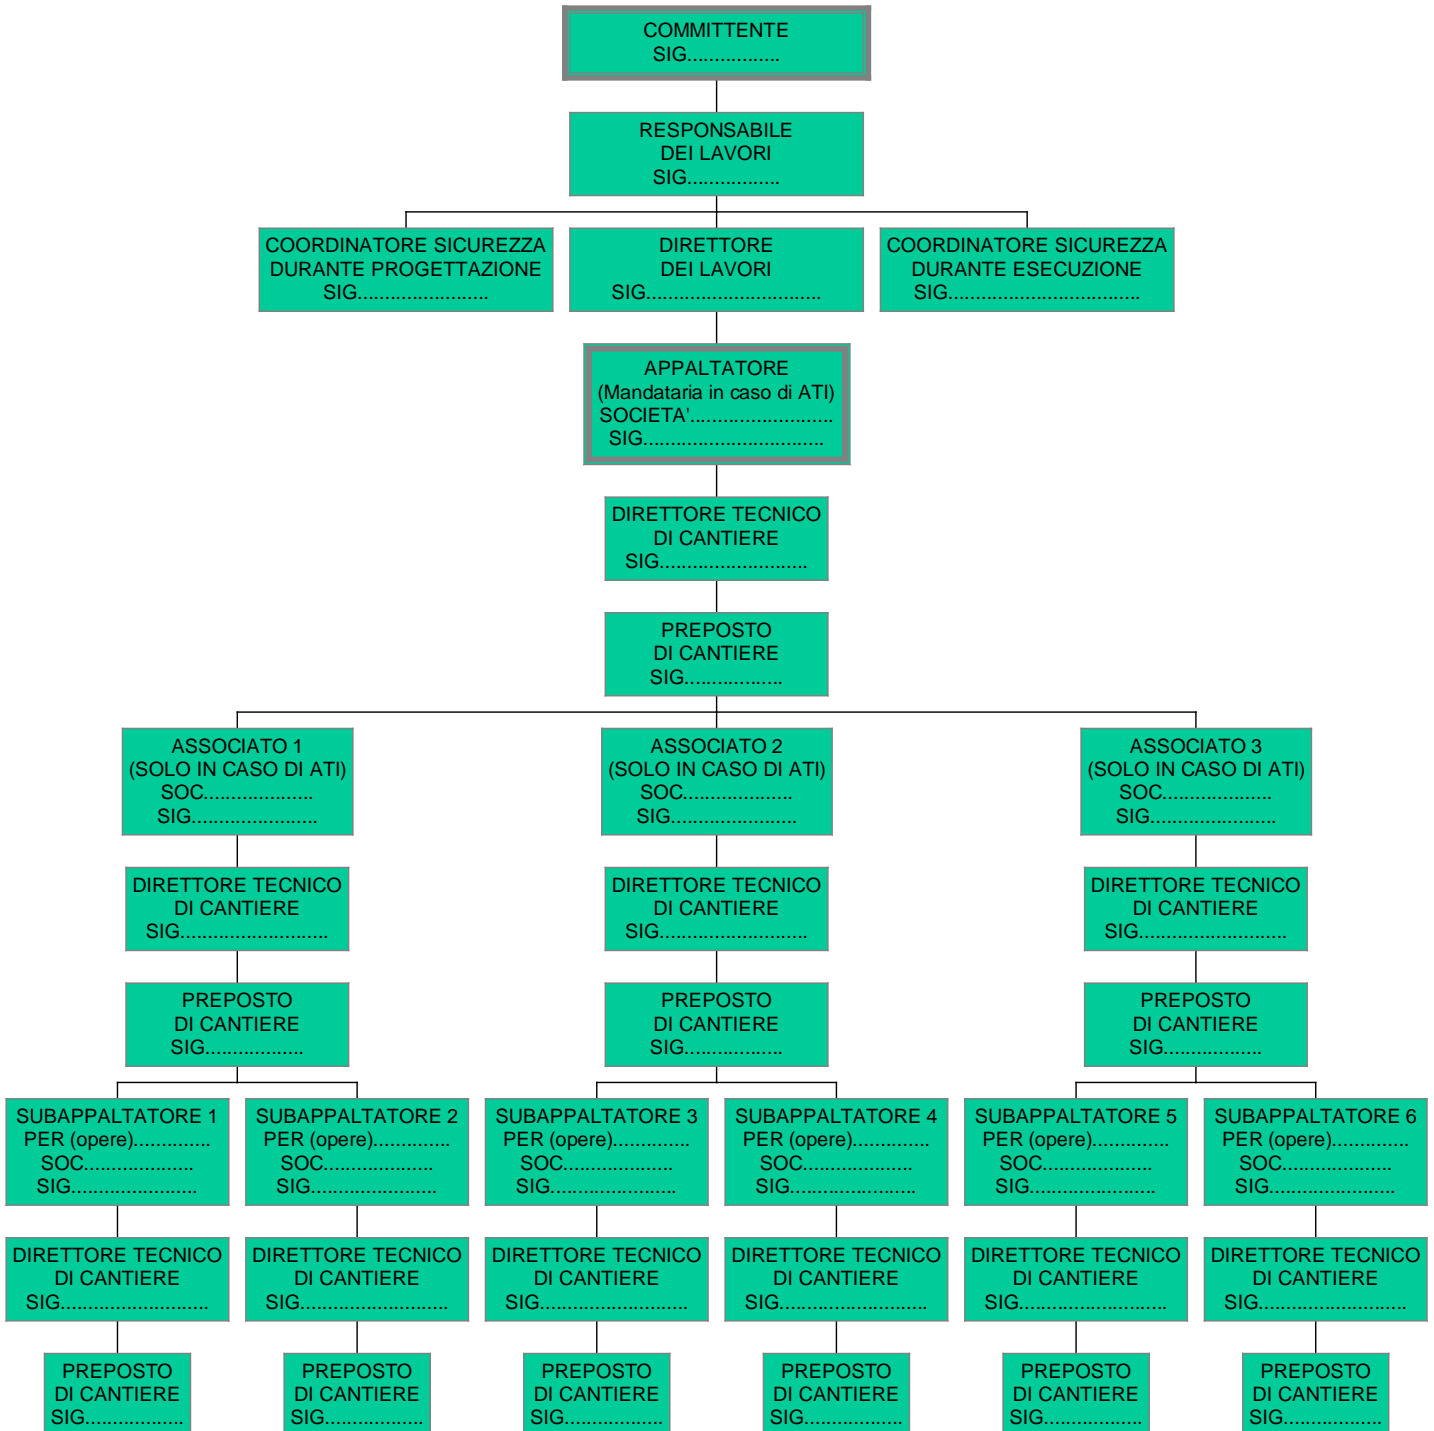 COMMITTENTE
SIG.................
RESPONSABILE
DEI LAVORI
SIG.................
COORDINATORE SICUREZZA
DURANTE PROGETTAZIONE
SIG........................
DIRETTORE
DEI LAVORI
SIG................................
COORDINATORE SICUREZZA
DURANTE ESECUZIONE
SIG...................................
APPALTATORE
(Mandataria in caso di ATI)
SOCIETA'..........................
SIG.................................
DIRETTORE TECNICO
DI CANTIERE
SIG...........................
PREPOSTO
DI CANTIERE
SIG..................
ASSOCIATO 1
(SOLO IN CASO DI ATI)
SOC....................
SIG.......................
ASSOCIATO 2
(SOLO IN CASO DI ATI)
SOC....................
SIG.......................
ASSOCIATO 3
(SOLO IN CASO DI ATI)
SOC....................
SIG.......................
DIRETTORE TECNICO
DI CANTIERE
SIG...........................
DIRETTORE TECNICO
DI CANTIERE
SIG...........................
DIRETTORE TECNICO
DI CANTIERE
SIG...........................
PREPOSTO
DI CANTIERE
SIG..................
PREPOSTO
DI CANTIERE
SIG..................
PREPOSTO
DI CANTIERE
SIG..................
SUBAPPALTATORE 1
PER (opere)..............
SOC....................
SIG.......................
SUBAPPALTATORE 2
PER (opere)..............
SOC....................
SIG.......................
SUBAPPALTATORE 3
PER (opere)..............
SOC....................
SIG.......................
SUBAPPALTATORE 4
PER (opere)..............
SOC....................
SIG.......................
SUBAPPALTATORE 5
PER (opere)..............
SOC....................
SIG.......................
SUBAPPALTATORE 6
PER (opere)..............
SOC....................
SIG.......................
DIRETTORE TECNICO
DI CANTIERE
SIG...........................
DIRETTORE TECNICO
DI CANTIERE
SIG...........................
DIRETTORE TECNICO
DI CANTIERE
SIG...........................
DIRETTORE TECNICO
DI CANTIERE
SIG...........................
DIRETTORE TECNICO
DI CANTIERE
SIG...........................
DIRETTORE TECNICO
DI CANTIERE
SIG...........................
PREPOSTO
DI CANTIERE
SIG..................
PREPOSTO
DI CANTIERE
SIG..................
PREPOSTO
DI CANTIERE
SIG..................
PREPOSTO
DI CANTIERE
SIG..................
PREPOSTO
DI CANTIERE
SIG..................
PREPOSTO
DI CANTIERE
SIG..................